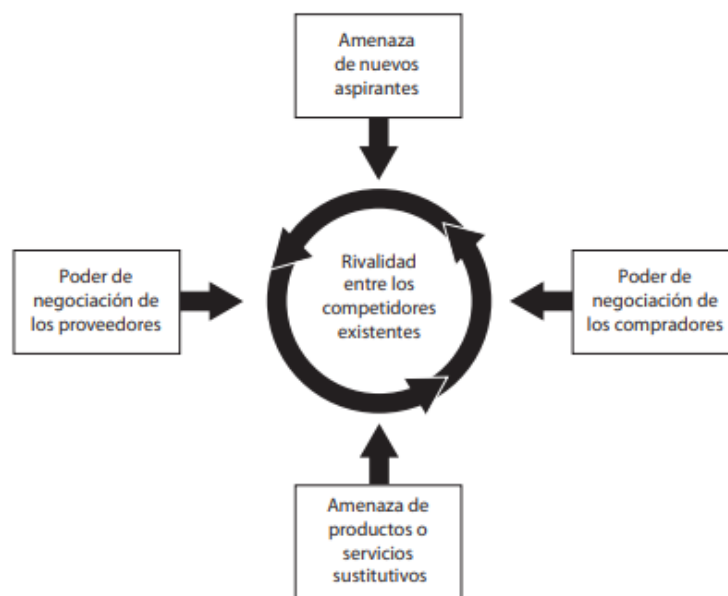 Amenaza
de nuevos
aspirantes
Poder de
negociación de
los proveedores
Rivalidad
entre los
competidores
existentes
Poder de
negociación de
los compradores
Amenaza de
productos o
servicios
sustitutivos